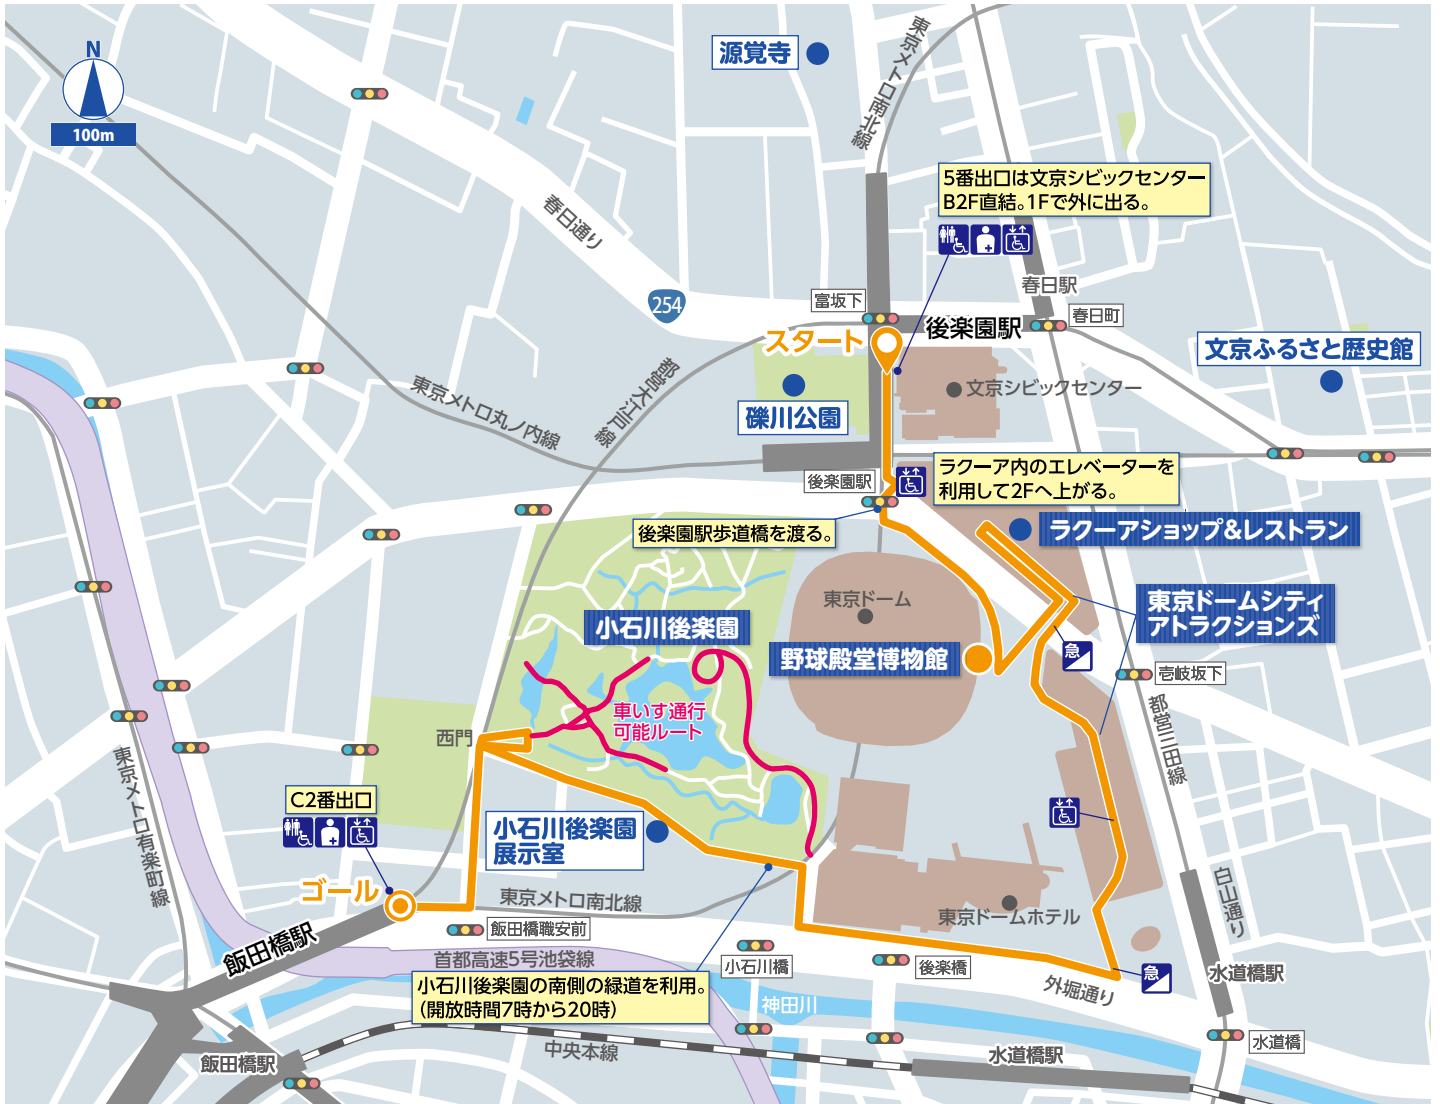 N
100m
源覚寺
東京メトロ南北線
5番出口は文京シビックセンター
B2F直結。1Fで外に出る。
春日通り
254
富坂下
春日駅
春日町
後楽園駅
スタート
文京ふるさと歴史館
礫川公園
文京シビックセンター
都営大江戸線
東京メトロ丸ノ内線
後楽園駅
ラクーア内のエレベーターを
利用して2Fへ上がる。
後楽園駅歩道橋を渡る。
ラクーアショップ&レストラン
東京ドーム
東京ドームシティ
アトラクションズ
小石川後楽園
野球殿堂博物館
急
壱岐坂下
車いす通行
可能ルート
都営三田線
西門
東京メトロ有楽町線
C2番出口
小石川後楽園
展示室
ゴール
東京メトロ南北線
飯田橋駅
飯田橋職安前
首都高速5号池袋線
東京ドームホテル
白山通り
小石川橋
後楽橋
急
水道橋駅
外堀通り
小石川後楽園の南側の緑道を利用。
(開放時間7時から20時)
神田川
飯田橋駅
中央本線
水道橋駅
水道橋